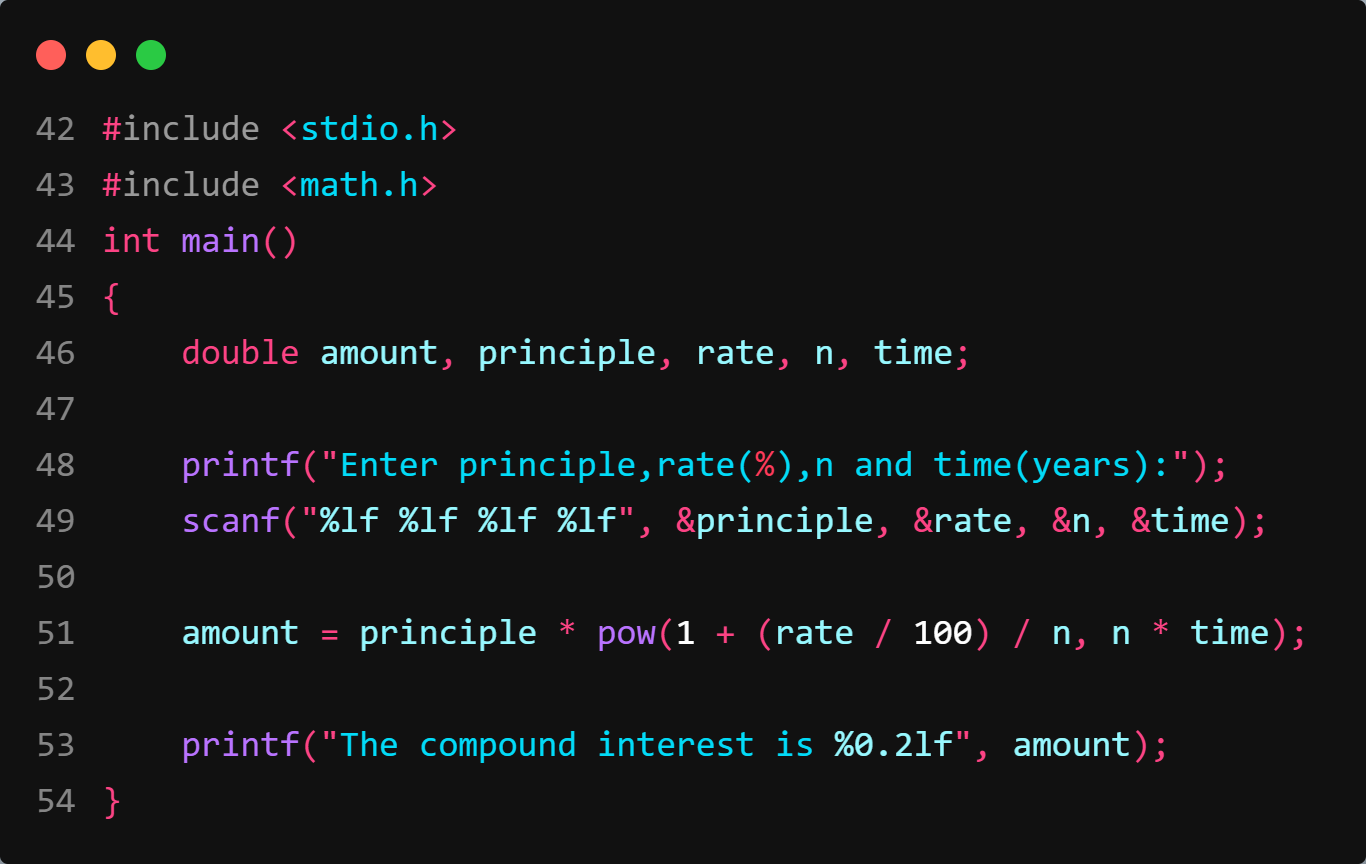 42 #include <stdio.h>
43 #include <math.h>
44 int main()
45 {
46     double amount, principle, rate, n, time;
47
48     printf("Enter principle,rate(%),n and time(years):");
49     scanf("%lf %lf %lf %lf", &principle, &rate, &n, &time);
50
51     amount = principle * pow(1 + (rate / 100) / n, n * time);
52
53     printf("The compound interest is %0.2lf", amount);
54 }